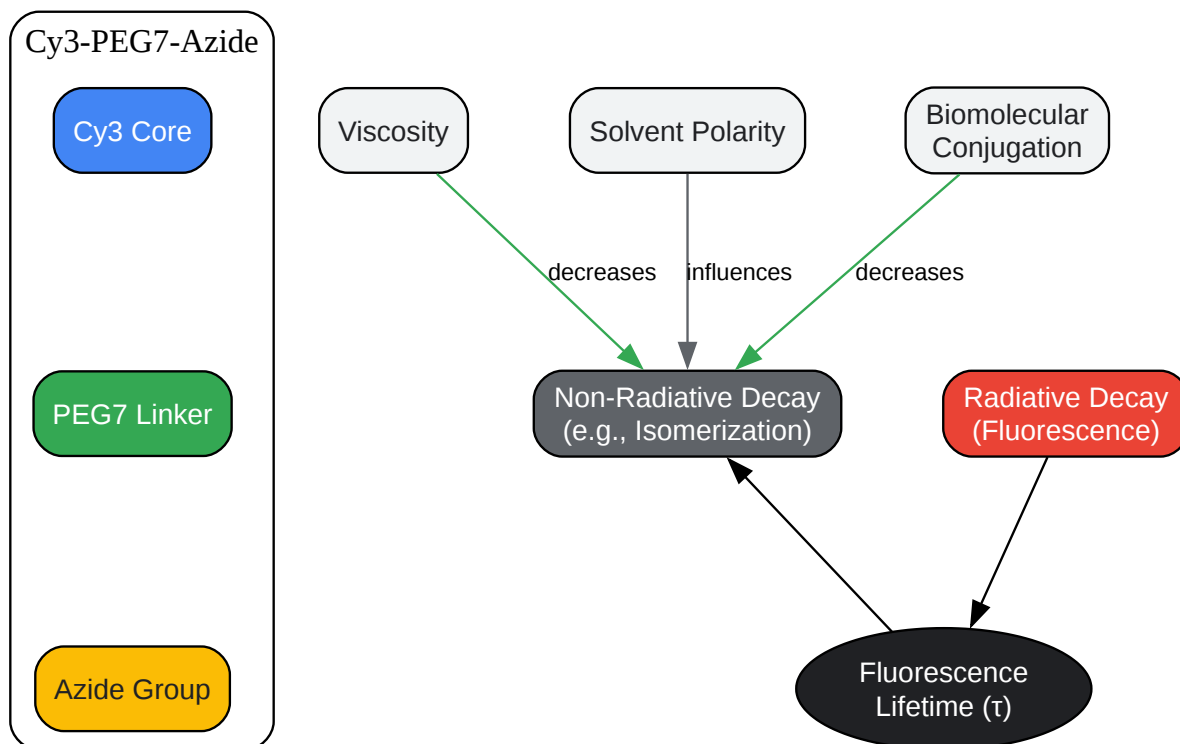 Cy3-PEG7-Azide
Cy3 Core
Viscosity
Solvent Polarity
Biomolecular
Conjugation
decreases
influences
decreases
PEG7 Linker
Non-Radiative Decay
(e.g., Isomerization)
Radiative Decay
(Fluorescence)
Azide Group
Fluorescence
Lifetime (τ)